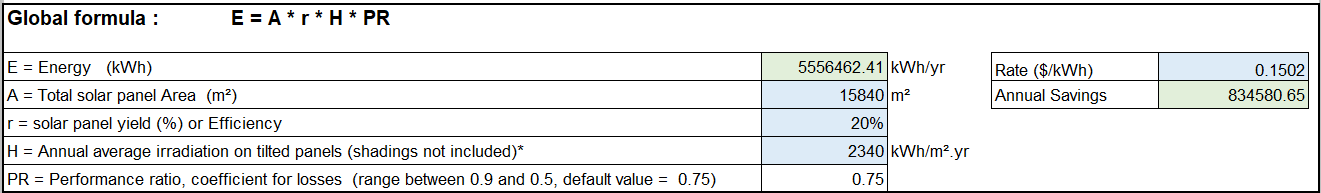 Global formula : E = A * r * H * PR
E = Energy (kWh) 5556462.41 kWh/yr Rate ($/kWh) 0.1502
A = Total solar panel Area (m²) 15840 m² Annual Savings 834580.65
r = solar panel yield (%) or Efficiency 20%
H = Annual average irradiation on tilted panels (shadings not included)* 2340 kWh/m².yr
PR = Performance ratio, coefficient for losses (range between 0.9 and 0.5, default value = 0.75) 0.75